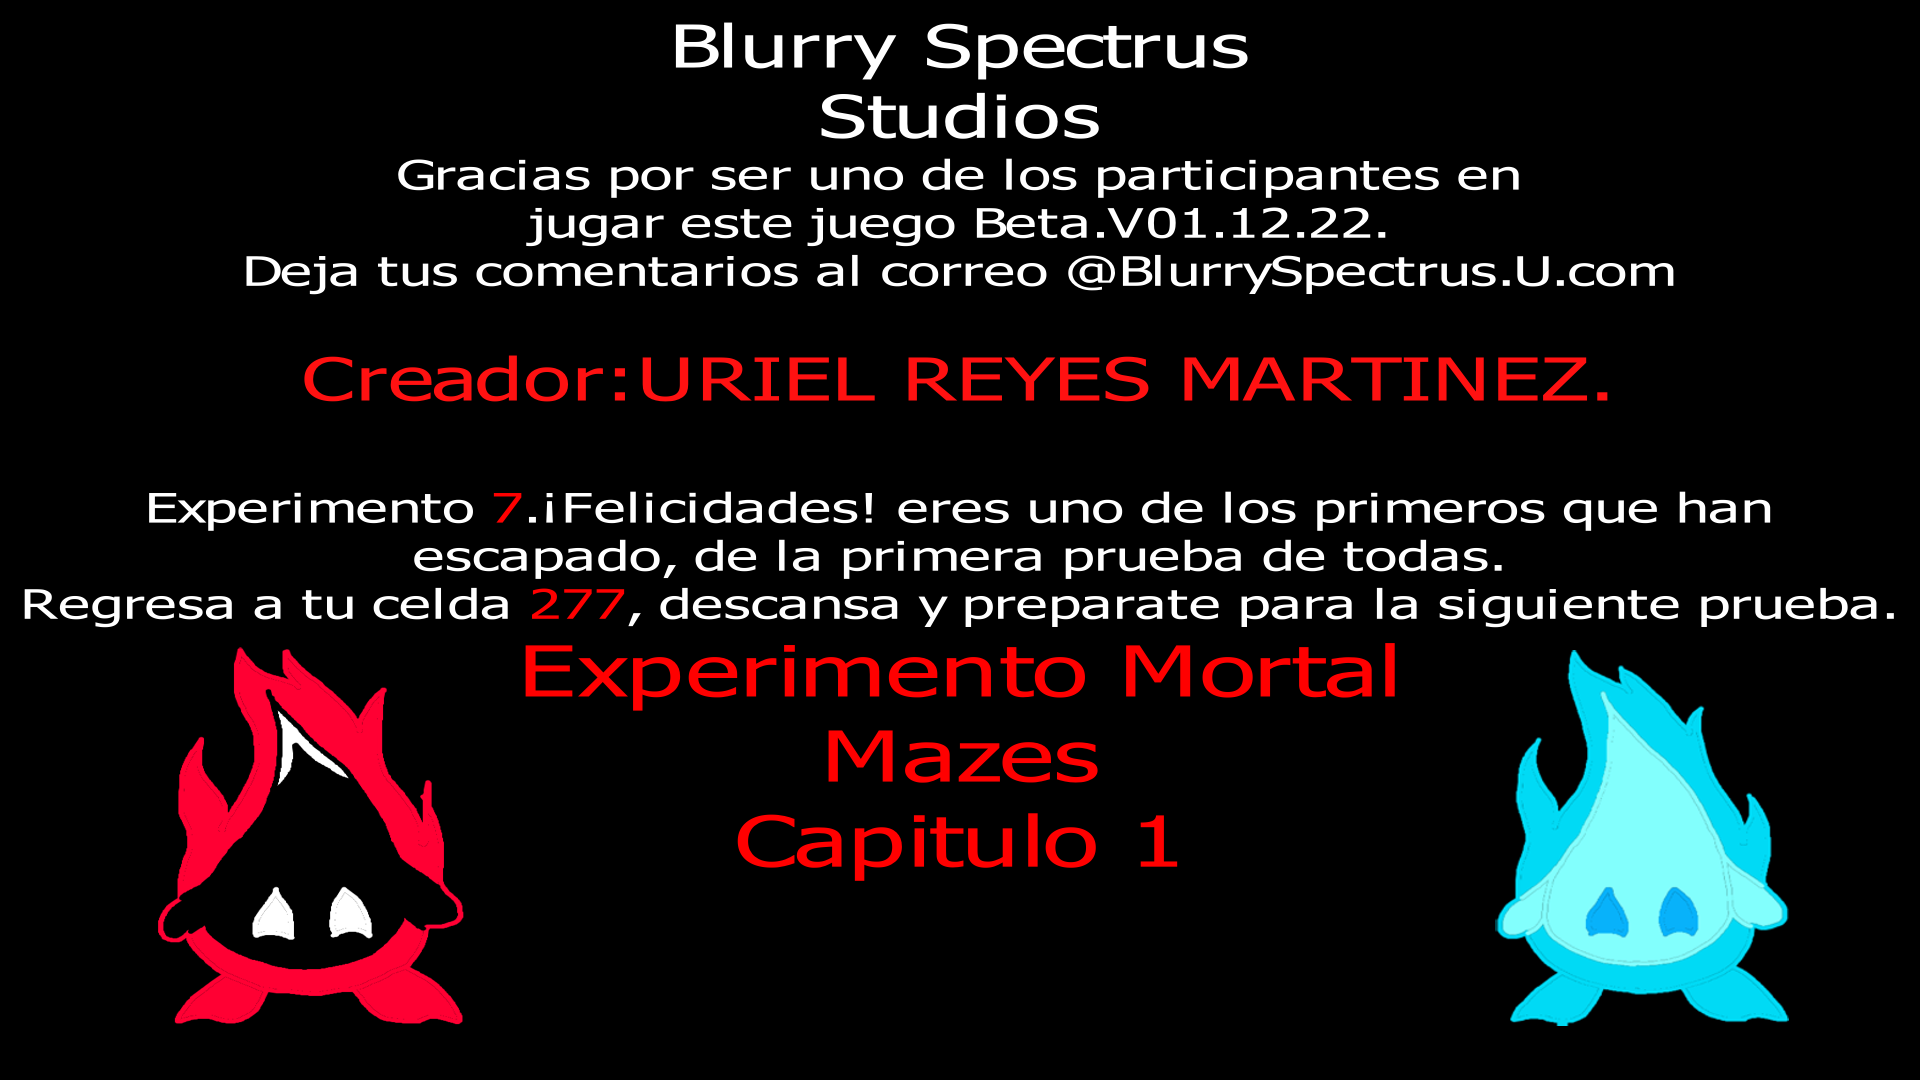 Blurry Spectrus
Studios
Gracias por ser uno de los participantes en
jugar este juego Beta.V01.12.22.
Deja tus comentarios al correo @BlurrySpectrus.U.com
Creador:URIEL REYES MARTINEZ.
Experimento 7.¡Felicidades! eres uno de los primeros que han
escapado, de la primera prueba de todas.
Regresa a tu celda 277, descansa y preparate para la siguiente prueba.
Experimento Mortal
Mazes
Capitulo 1